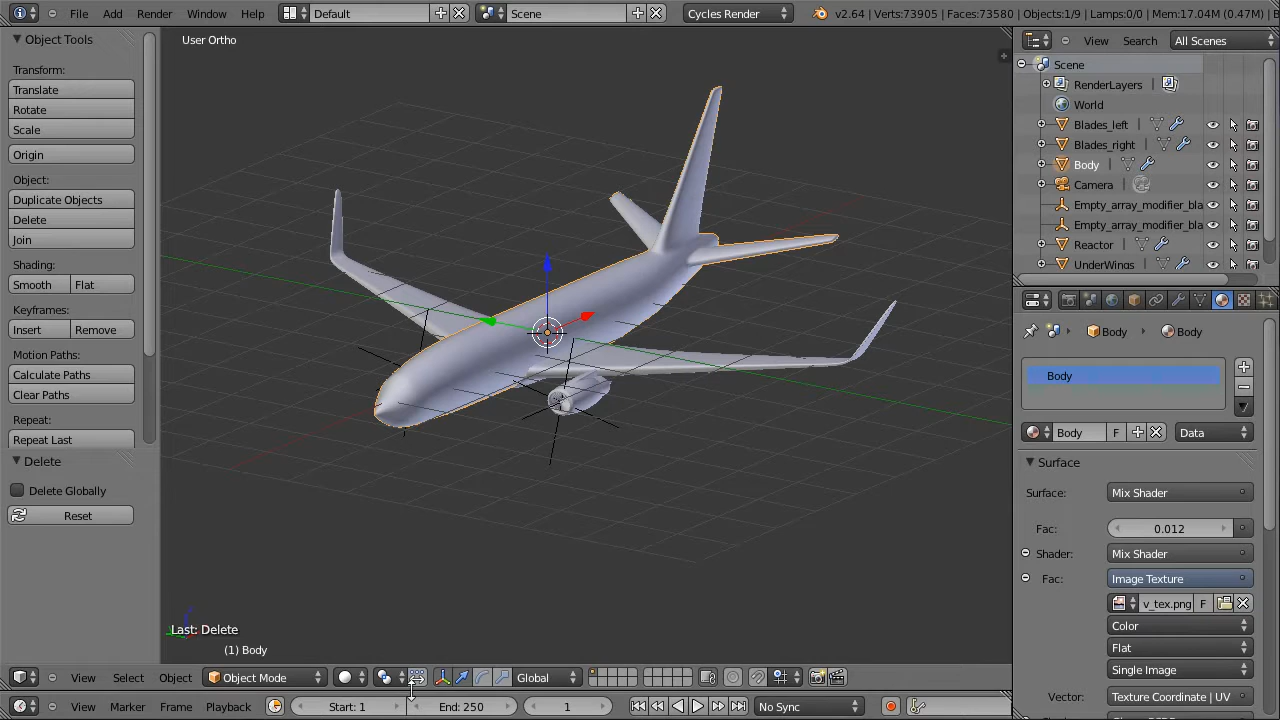 File Add Render Window Help Default Scene Cycles Render v2.64 | Verts:73905 | Faces:73580 | Objects:1/9 | Lamps:0/0 | Mem:17.04M (0.47M) |
Object Tools
Transform:
Translate
Rotate
Scale
Origin
Object:
Duplicate Objects
Delete
Join
Shading:
Smooth Flat
Keyframes:
Insert Remove
Motion Paths:
Calculate Paths
Clear Paths
Repeat:
Repeat Last
Delete
Delete Globally
Reset
User Ortho
Last: Delete
(1) Body
View Select Object Object Mode Global
View Marker Frame Playback Start: 1 End: 250 1 No Sync
View Search All Scenes
Scene
RenderLayers
World
Blades_left
Blades_right
Body
Camera
Empty_array_modifier_bla
Empty_array_modifier_bla
Reactor
UnderWings
Body Body
Body
Body F Data
Surface
Surface: Mix Shader
Fac: 0.012
Shader: Mix Shader
Fac: Image Texture
v_tex.png F
Color
Flat
Single Image
Vector: Texture Coordinate | UV